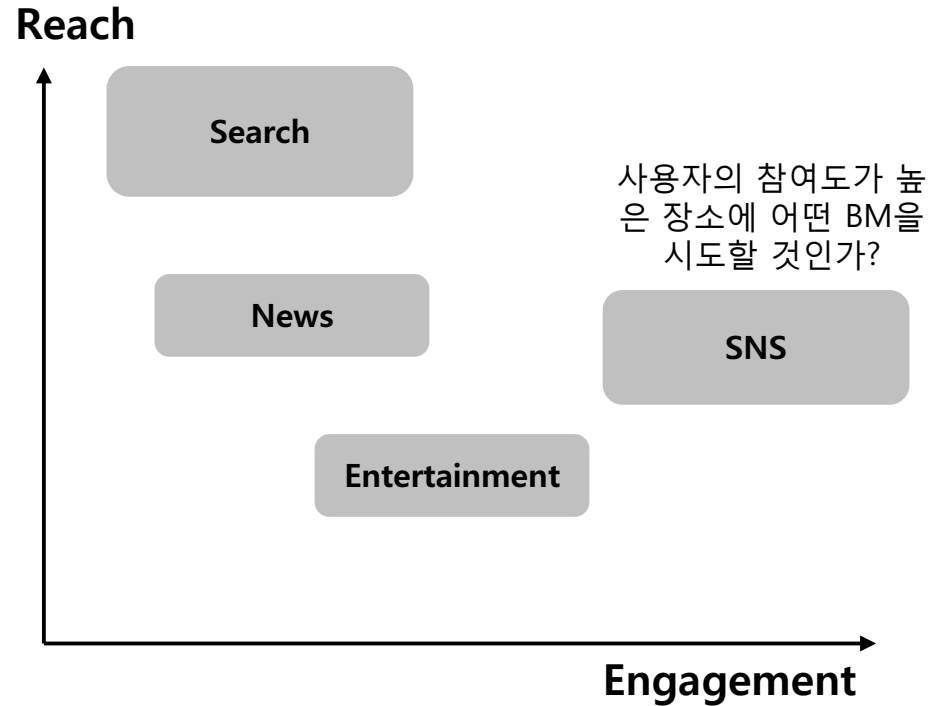 Reach
Search
사용자의 참여도가 높
은 장소에 어떤 BM을
시도할 것인가?
News
SNS
Entertainment
Engagement